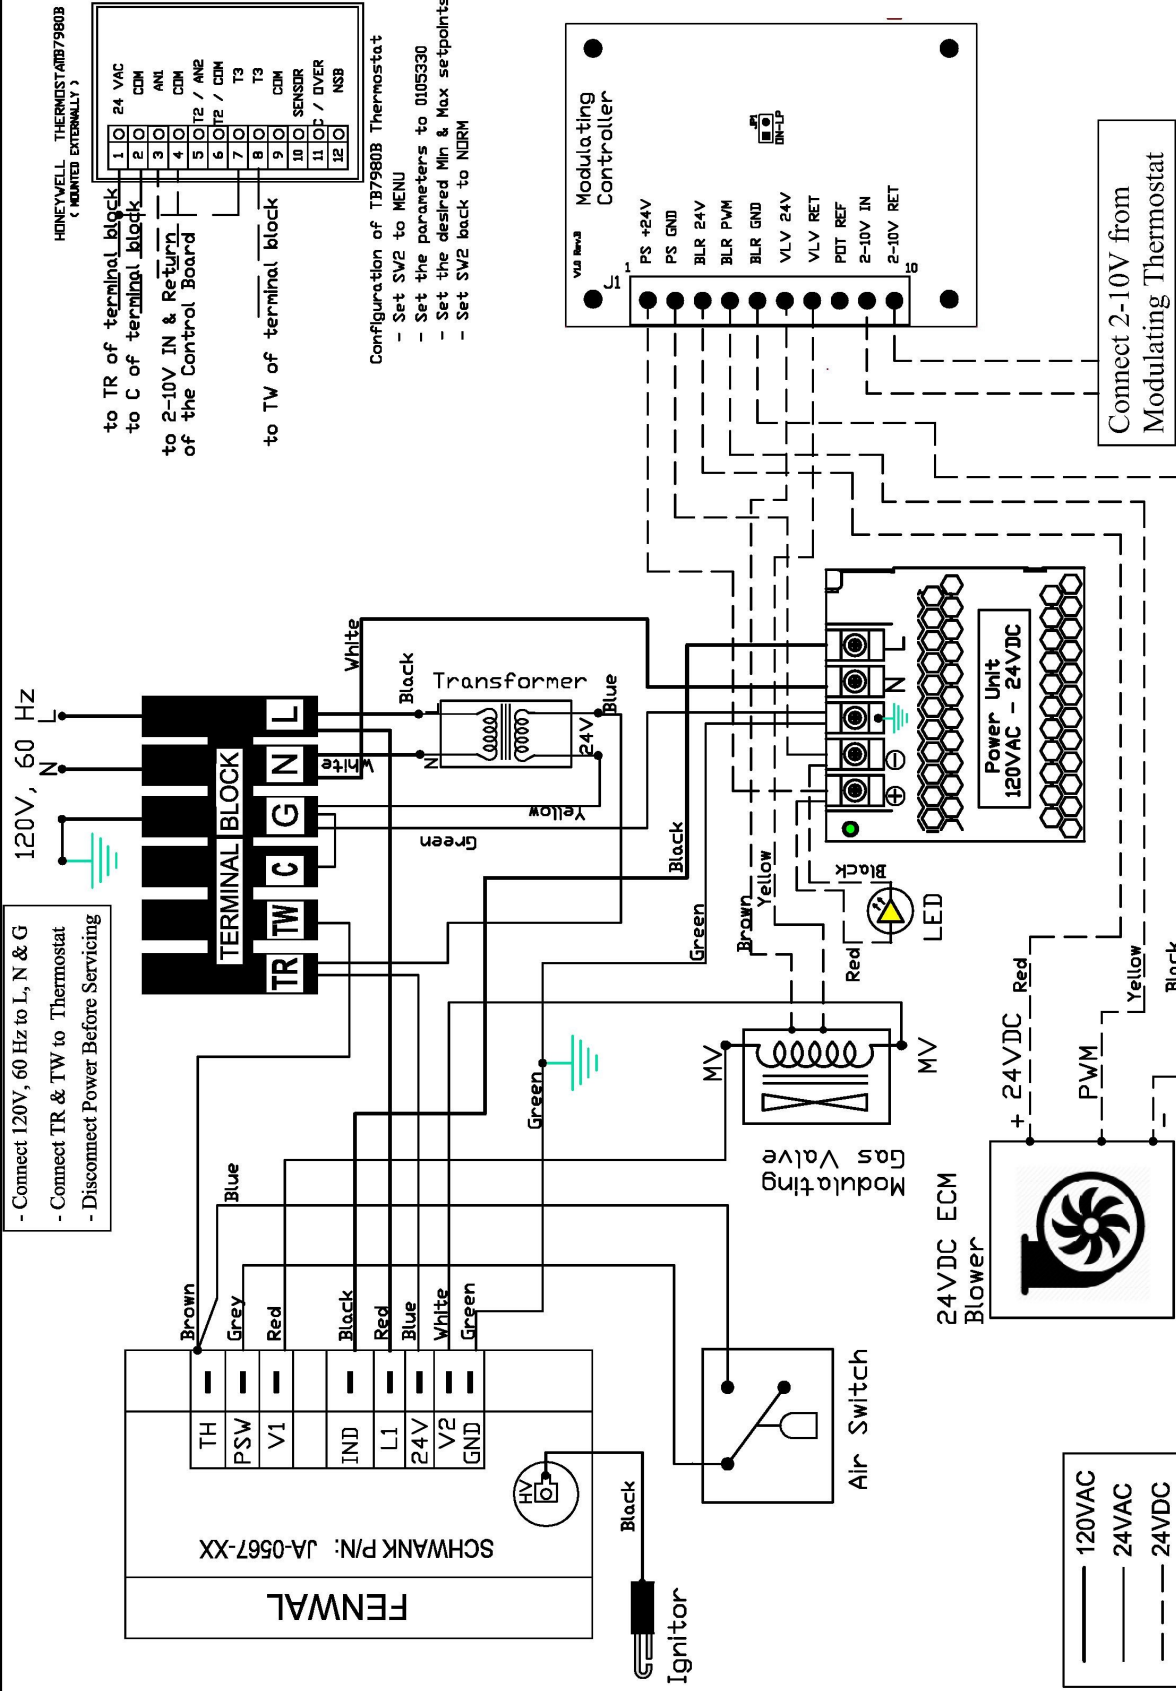 HONEYWELL THERMOSTAT TB7980B
( MOUNTED EXTERNALLY )
1 24 VAC
2 COM
3 AN1
4 COM
5 T2 / AN2
6 T2 / COM
7 T3
8 T3
9 COM
10 SENSOR
11 C / OVER
12 NSB
to TR of terminal block
to C of terminal block
to 2-10V IN & Return
of the Control Board
to TW of terminal block
Configuration of TB7980B Thermostat
- Set SW2 to MENU
- Set the parameters to 0105330
- Set the desired Min & Max setpoints
- Set SW2 back to NORM
Modulating
Controller
V1.0 Rev.3
JP1
ON-LP
J1
1
PS +24V
PS GND
BLR 24V
BLR PWM
BLR GND
VLV 24V
VLV RET
POT REF
2-10V IN
2-10V RET
10
Connect 2-10V from
Modulating Thermostat
120V, 60 Hz
N
L
TERMINAL BLOCK
TR
TW
C
G
N
L
- Connect 120V, 60 Hz to L, N & G
- Connect TR & TW to Thermostat
- Disconnect Power Before Servicing
White
Black
White
Transformer
L
N
24V
Blue
Yellow
Green
Black
Green
Brown
Yellow
Red
Black
LED
L
N
Power Unit
120VAC - 24VDC
MV
MV
Modulating
Gas Valve
Green
Blue
Brown
Grey
Red
Black
Red
Blue
White
Green
TH
PSW
V1
IND
L1
24V
V2
GND
HV
SCHWANK P/N: JA-0567-XX
FENWAL
Black
Ignitor
Air Switch
24VDC ECM
Blower
+ 24VDC
Red
PWM
Yellow
-
Black
120VAC
24VAC
24VDC